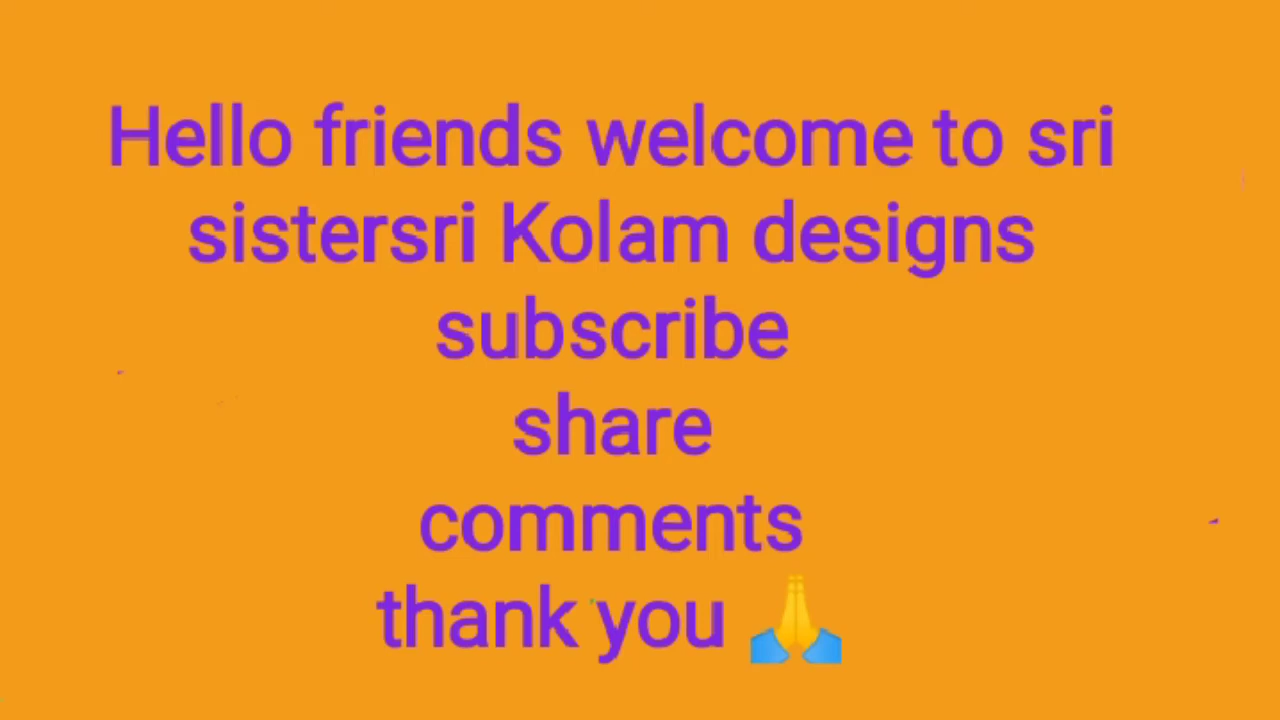 Hello friends welcome to sri
sistersri Kolam designs
subscribe
share
comments
thank you 🙏